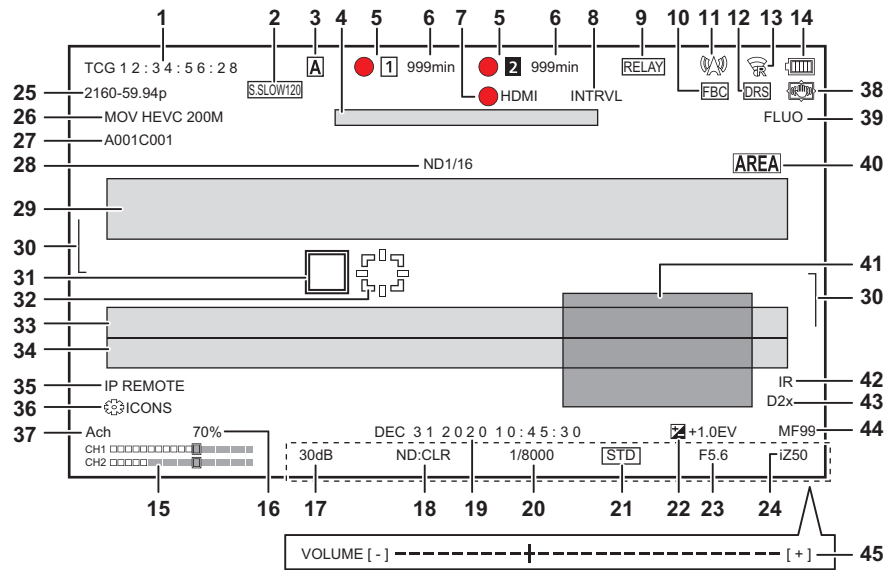 1 2 3 4 5 6 7 5 6 8 9 10 11 12 13 14
TCG 12:34:56:28 A 1 999min 2 999min RELAY R
25 2160-59.94p S.SLOW120 HDMI INTRVL FBC DRS 38
26 MOV HEVC 200M FLUO 39
27 A001C001
28 ND1/16 AREA 40
29
30
31 41
32 30
33
34
35 IP REMOTE IR 42
36 ICONS D2x 43
37 Ach 70% DEC 31 2020 10:45:30 +1.0EV MF99 44
CH1
CH2 30dB ND:CLR 1/8000 STD F5.6 iZ50
15 16 17 18 19 20 21 22 23 24
VOLUME [ - ] [ + ] 45